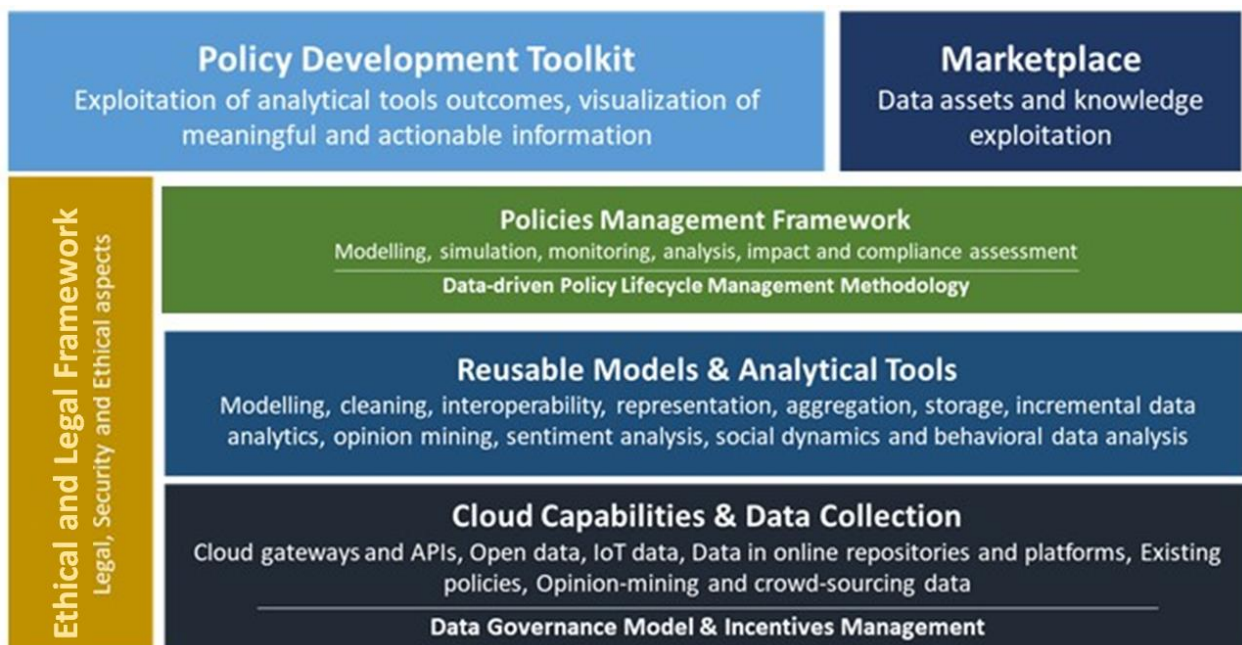 Policy Development Toolkit
Exploitation of analytical tools outcomes, visualization of
meaningful and actionable information
Marketplace
Data assets and knowledge
exploitation
Ethical and Legal Framework
Legal, Security and Ethical aspects
Policies Management Framework
Modelling, simulation, monitoring, analysis, impact and compliance assessment
Data-driven Policy Lifecycle Management Methodology
Reusable Models & Analytical Tools
Modelling, cleaning, interoperability, representation, aggregation, storage, incremental data
analytics, opinion mining, sentiment analysis, social dynamics and behavioral data analysis
Cloud Capabilities & Data Collection
Cloud gateways and APIs, Open data, IoT data, Data in online repositories and platforms, Existing
policies, Opinion-mining and crowd-sourcing data
Data Governance Model & Incentives Management